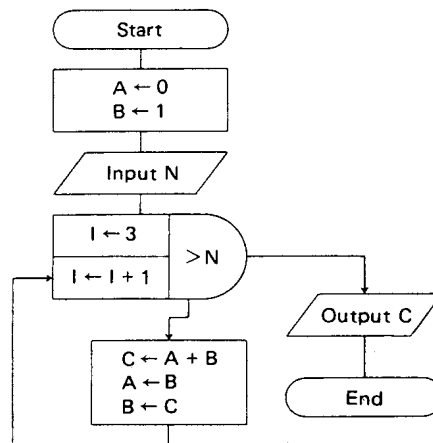 Start
A ← 0
B ← 1
Input N
I ← 3
I ← I + 1
> N
C ← A + B
A ← B
B ← C
Output C
End